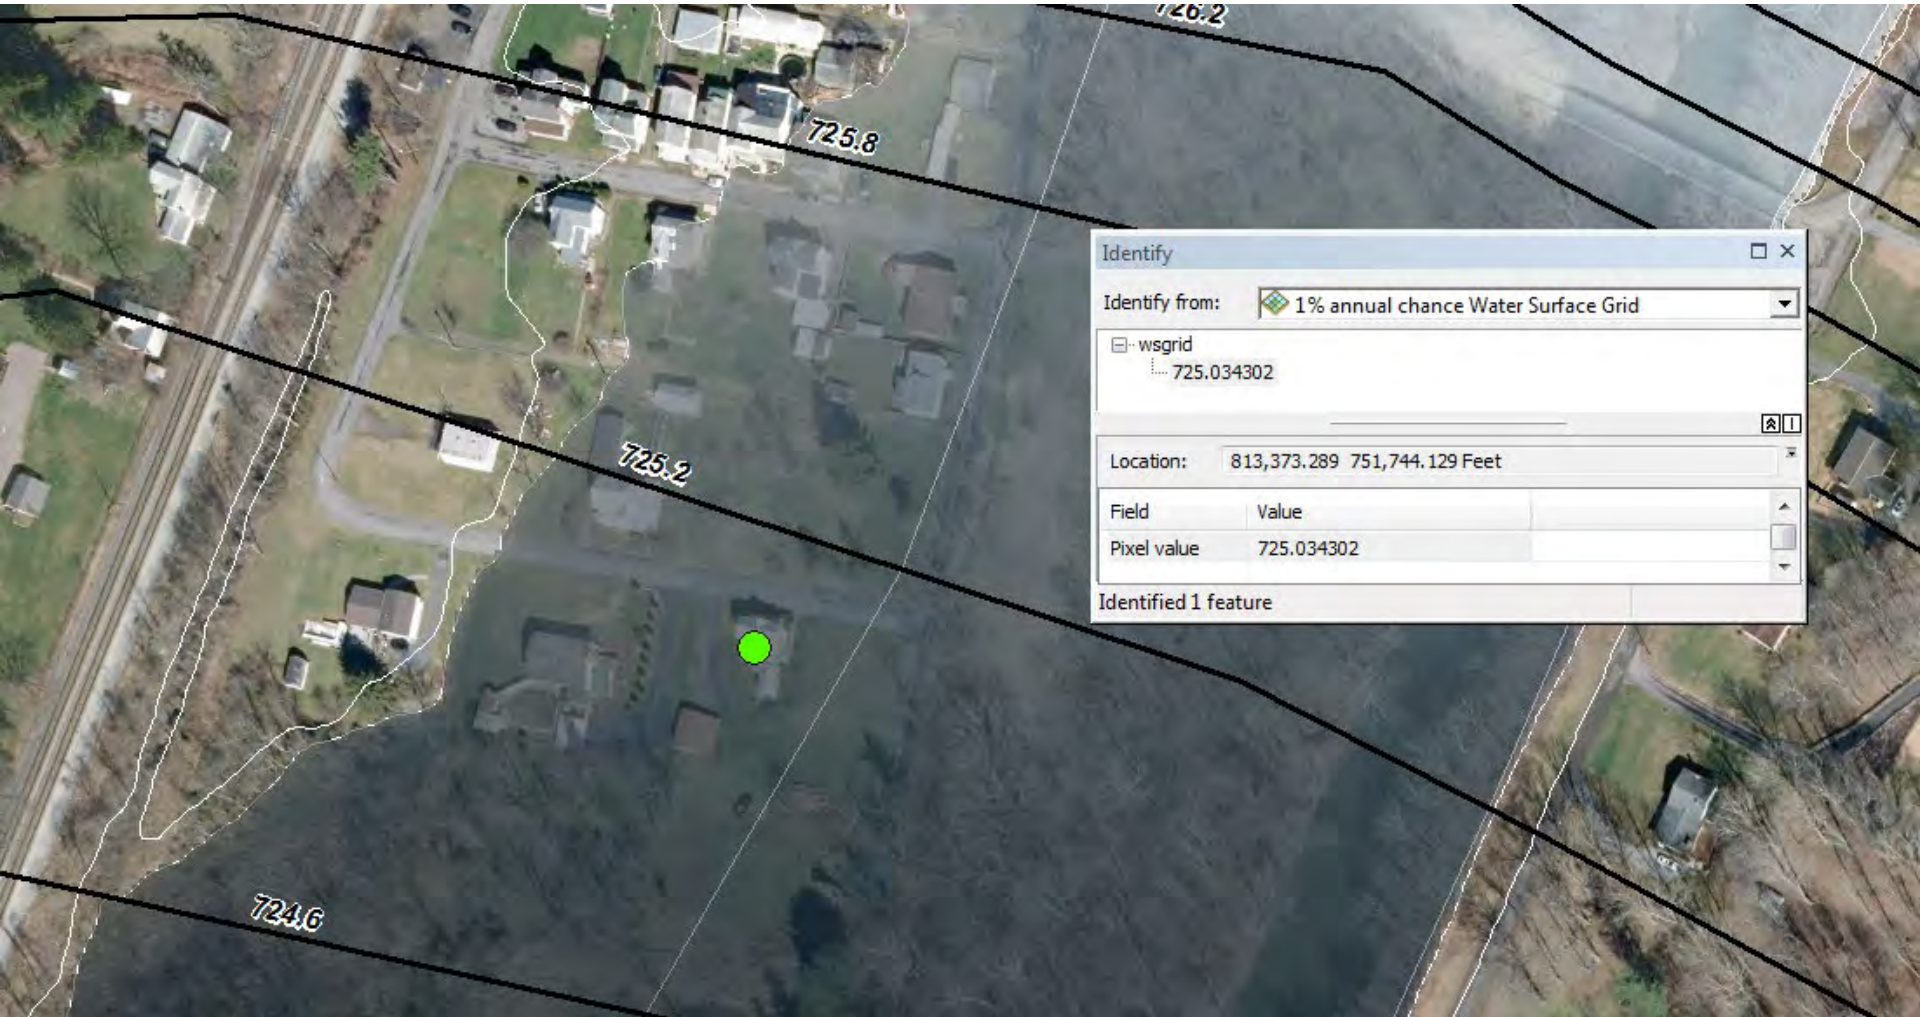 726.2
725.8
Identify
Identify from: 1% annual chance Water Surface Grid
wsgrid
725.034302
725.2
Location: 813,373.289 751,744.129 Feet
Field Value
Pixel value 725.034302
Identified 1 feature
724.6